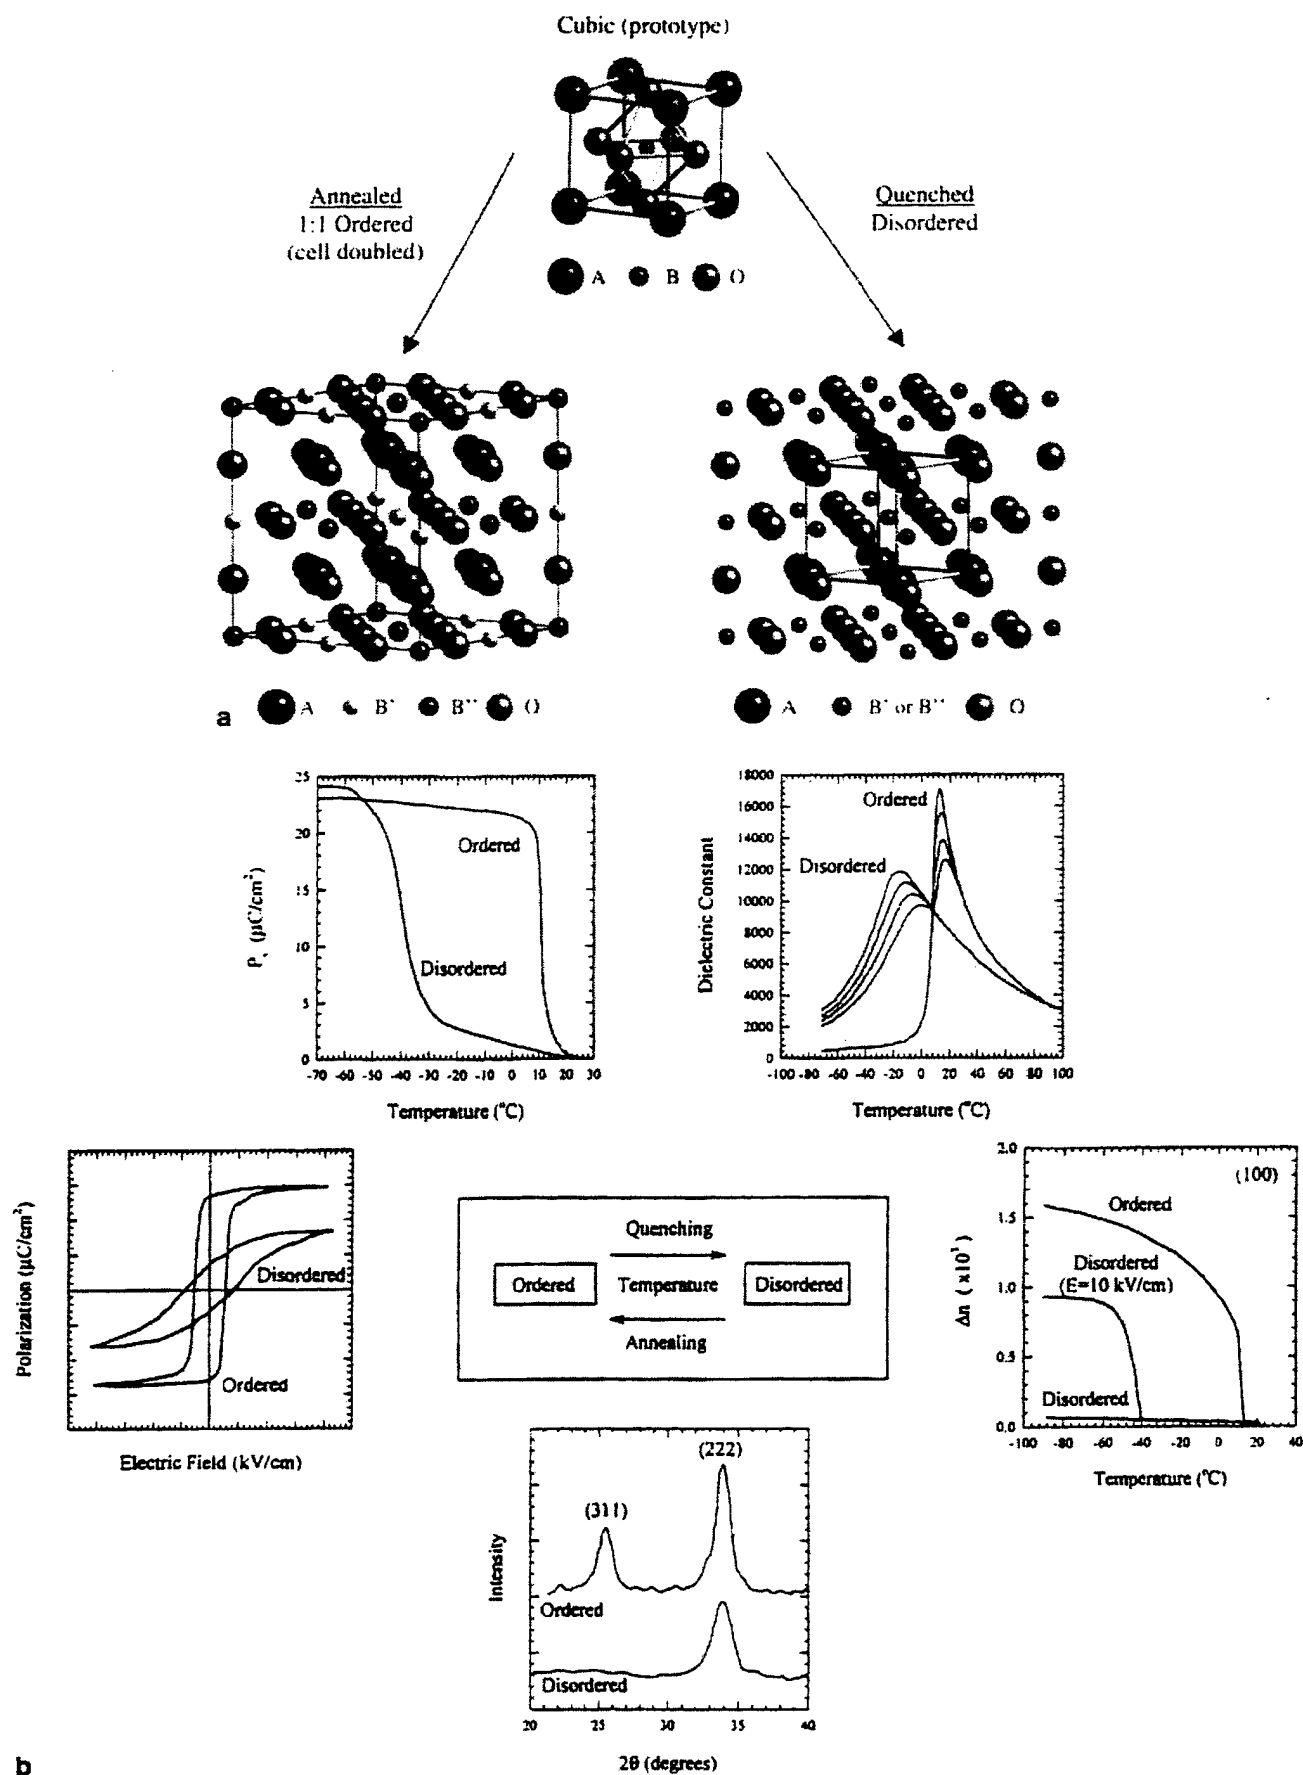 Cubic (prototype)
Annealed
1:1 Ordered
(cell doubled)
Quenched
Disordered
A B O
a
A B' B'' O
A B' or B'' O
25
20
15
10
5
0
-70 -60 -50 -40 -30 -20 -10 0 10 20 30
Ps (μC/cm²)
Temperature (°C)
Ordered
Disordered
18000
16000
14000
12000
10000
8000
6000
4000
2000
0
-100 -80 -60 -40 -20 0 20 40 60 80 100
Dielectric Constant
Temperature (°C)
Ordered
Disordered
Polarization (μC/cm²)
Electric Field (kV/cm)
Disordered
Ordered
Quenching
Ordered Temperature Disordered
Annealing
2.0
1.5
1.0
0.5
0.0
-100 -80 -60 -40 -20 0 20 40
Δn (x10³)
Temperature (°C)
(100)
Ordered
Disordered
(E=10 kV/cm)
Disordered
(222)
(311)
Ordered
Disordered
Intensity
20 25 30 35 40
2θ (degrees)
b